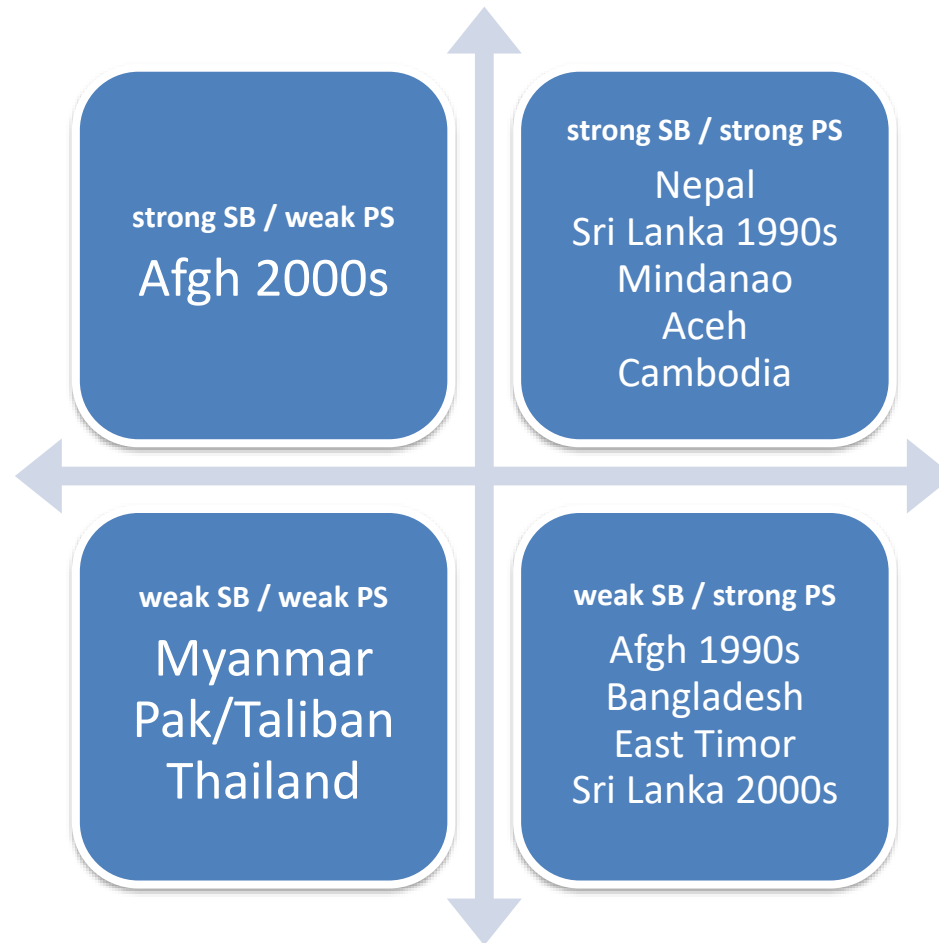 strong SB / weak PS
Afgh 2000s
strong SB / strong PS
Nepal
Sri Lanka 1990s
Mindanao
Aceh
Cambodia
weak SB / weak PS
Myanmar
Pak/Taliban
Thailand
weak SB / strong PS
Afgh 1990s
Bangladesh
East Timor
Sri Lanka 2000s